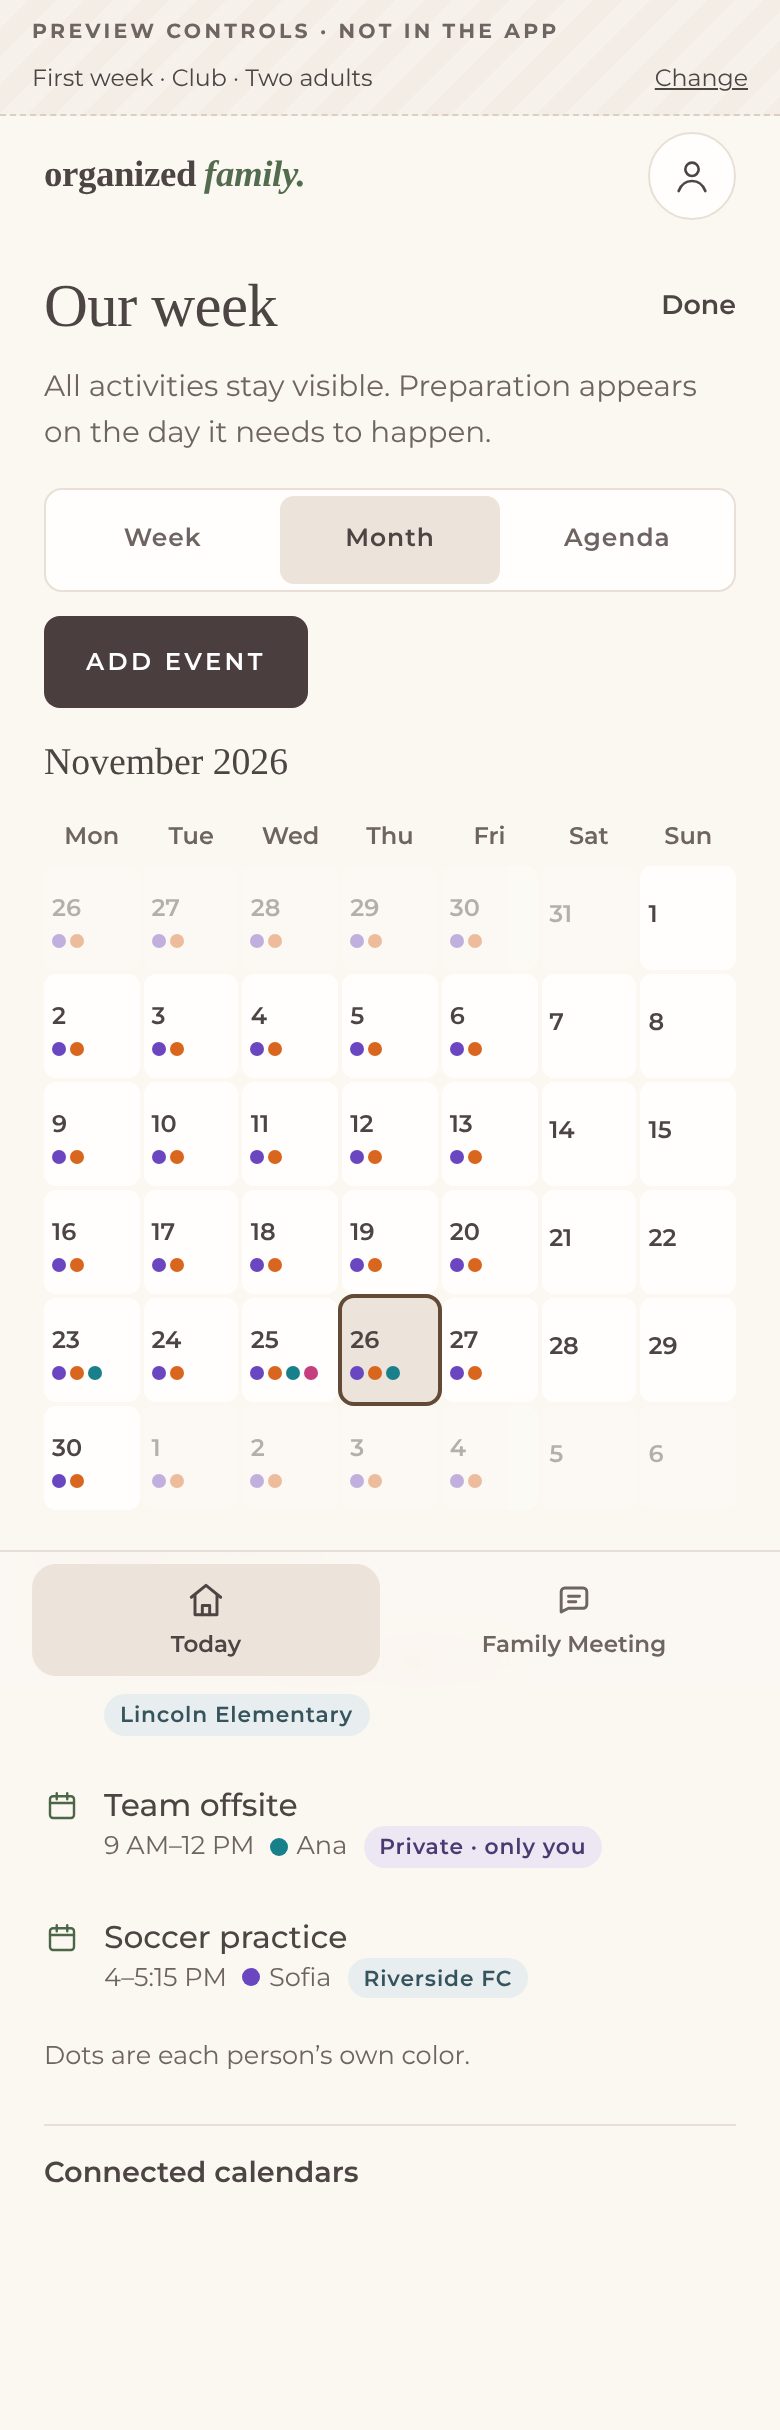 PREVIEW CONTROLS · NOT IN THE APP
First week · Club · Two adults Change
organized family.
Our week Done
All activities stay visible. Preparation appears
on the day it needs to happen.
Week Month Agenda
ADD EVENT
November 2026
Mon Tue Wed Thu Fri Sat Sun
26 27 28 29 30 31 1
2 3 4 5 6 7 8
9 10 11 12 13 14 15
16 17 18 19 20 21 22
23 24 25 26 27 28 29
30 1 2 3 4 5 6
Today Family Meeting
Lincoln Elementary
Team offsite
9 AM–12 PM Ana Private · only you
Soccer practice
4–5:15 PM Sofia Riverside FC
Dots are each person’s own color.
Connected calendars